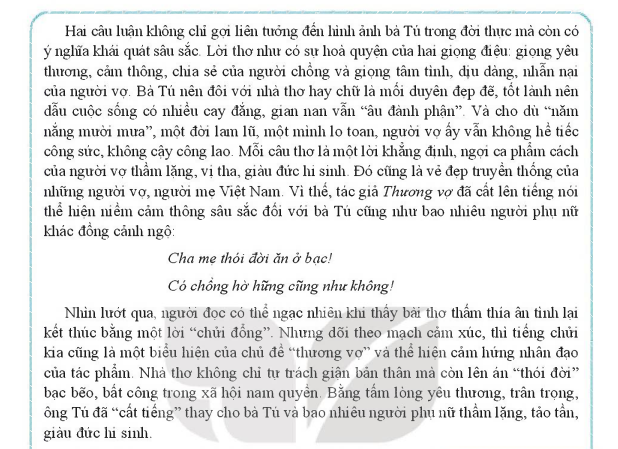 Hai câu luận không chỉ gợi liên tưởng đến hình ảnh bà Tú trong đời thực mà còn có
ý nghĩa khái quát sâu sắc. Lời thơ như có sự hoà quyện của hai giọng điệu: giọng yêu
thương, cảm thông, chia sẻ của người chồng và giọng tâm tình, dịu dàng, nhẫn nại
của người vợ. Bà Tú nên đôi với nhà thơ hay chữ là mối duyên đẹp đẽ, tốt lành nên
dẫu cuộc sống có nhiều cay đắng, gian nan vẫn “âu đành phận”. Và cho dù “năm
nắng mười mưa”, một đời lam lũ, một mình lo toan, người vợ ấy vẫn không hề tiếc
công sức, không cậy công lao. Mỗi câu thơ là một lời khẳng định, ngợi ca phẩm cách
của người vợ thầm lặng, vị tha, giàu đức hi sinh. Đó cũng là vẻ đẹp truyền thống của
những người vợ, người mẹ Việt Nam. Vì thế, tác giả Thương vợ đã cất lên tiếng nói
thể hiện niềm cảm thông sâu sắc đối với bà Tú cũng như bao nhiêu người phụ nữ
khác đồng cảnh ngộ:
Cha mẹ thói đời ăn ở bạc!
Có chồng hờ hững cũng như không!
Nhìn lướt qua, người đọc có thể ngạc nhiên khi thấy bài thơ thấm thía ân tình lại
kết thúc bằng một lời “chửi đổng”. Nhưng dõi theo mạch cảm xúc, thì tiếng chửi
kia cũng là một biểu hiện của chủ đề “thương vợ” và thể hiện cảm hứng nhân đạo
của tác phẩm. Nhà thơ không chỉ tự trách giận bản thân mà còn lên án “thói đời”
bạc bẽo, bất công trong xã hội nam quyền. Bằng tấm lòng yêu thương, trân trọng,
ông Tú đã “cất tiếng” thay cho bà Tú và bao nhiêu người phụ nữ thầm lặng, tảo tần,
giàu đức hi sinh.